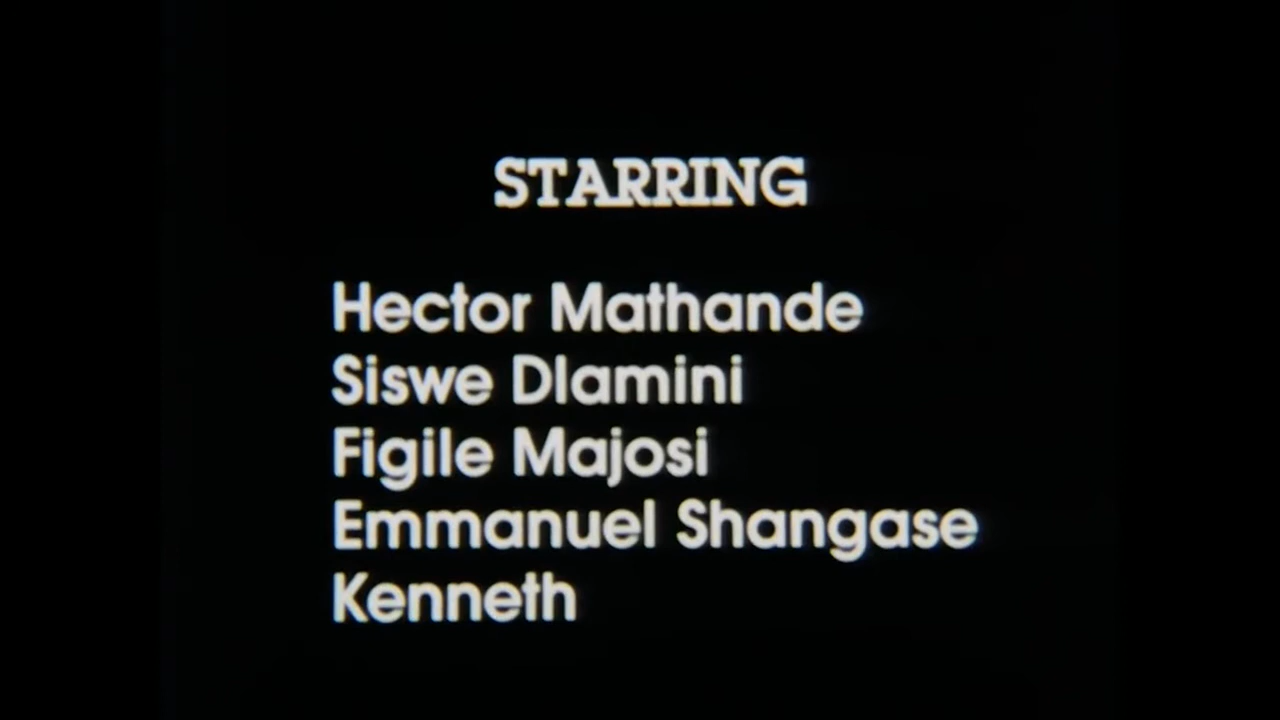 STARRING
Hector Mathande
Siswe Dlamini
Figile Majosi
Emmanuel Shangase
Kenneth